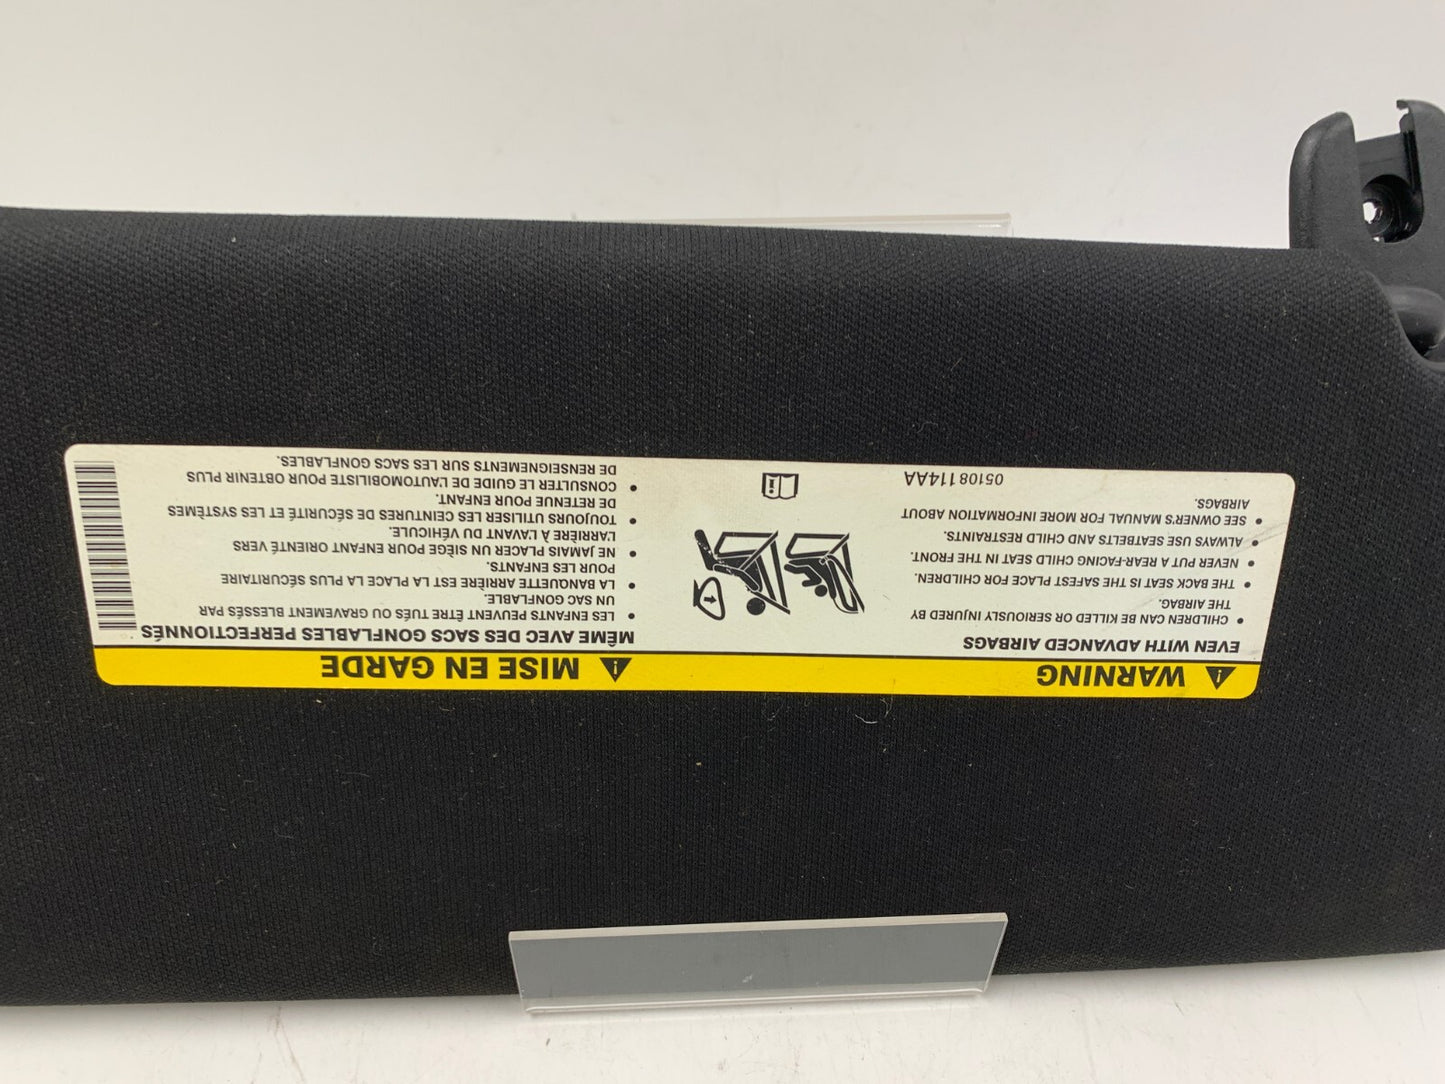 WARNING
EVEN WITH ADVANCED AIRBAGS
• CHILDREN CAN BE KILLED OR SERIOUSLY INJURED BY
THE AIRBAG.
• THE BACK SEAT IS THE SAFEST PLACE FOR CHILDREN.
• NEVER PUT A REAR-FACING CHILD SEAT IN THE FRONT.
• ALWAYS USE SEATBELTS AND CHILD RESTRAINTS.
• SEE OWNER'S MANUAL FOR MORE INFORMATION ABOUT
AIRBAGS.
05108114AA
MISE EN GARDE
MÊME AVEC DES SACS GONFLABLES PERFECTIONNÉS
• LES ENFANTS PEUVENT ÊTRE TUÉS OU GRAVEMENT BLESSÉS PAR
UN SAC GONFLABLE.
• LA BANQUETTE ARRIÈRE EST LA PLACE LA PLUS SÉCURITAIRE
POUR LES ENFANTS.
• NE JAMAIS PLACER UN SIÈGE POUR ENFANT ORIENTÉ VERS
L'ARRIÈRE À L'AVANT DU VÉHICULE.
• TOUJOURS UTILISER LES CEINTURES DE SÉCURITÉ ET LES SYSTÈMES
DE RETENUE POUR ENFANT.
• CONSULTER LE GUIDE DE L'AUTOMOBILISTE POUR OBTENIR PLUS
DE RENSEIGNEMENTS SUR LES SACS GONFLABLES.